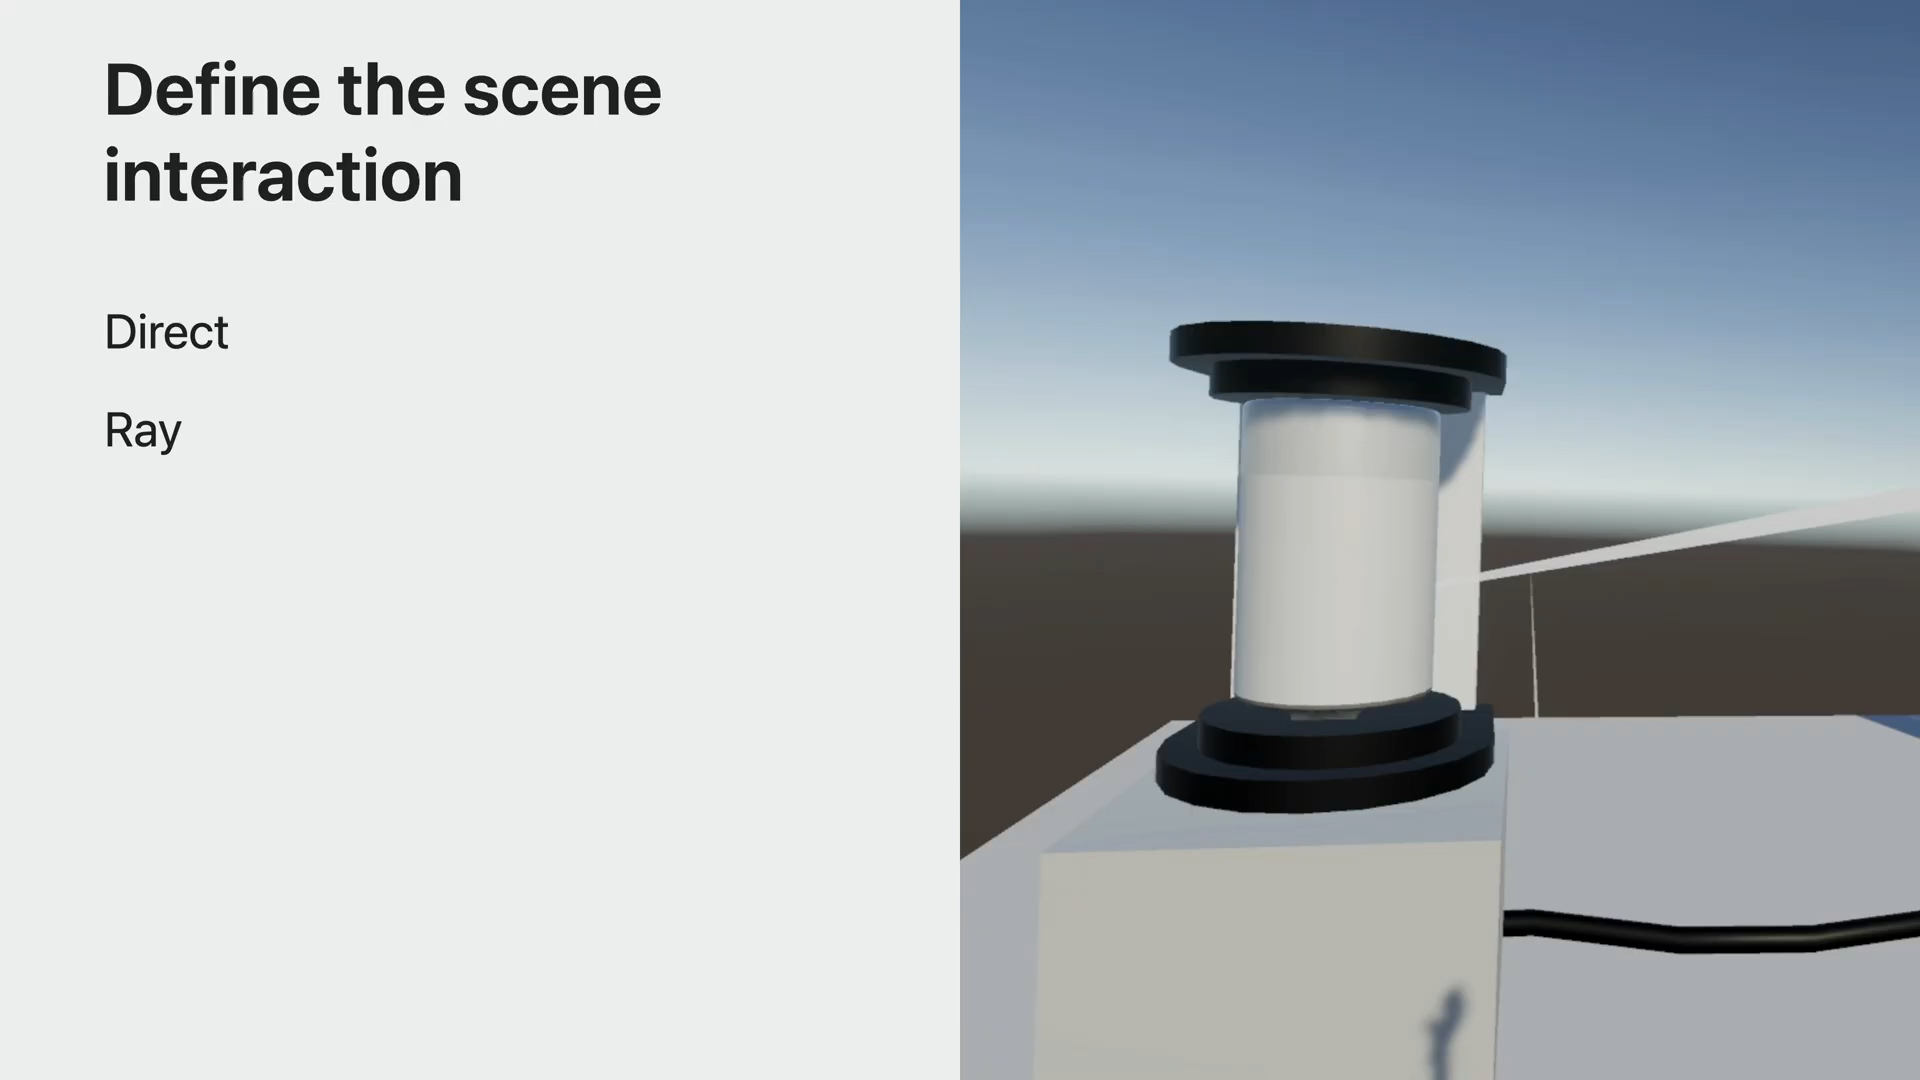 Define the scene
interaction
Direct
Ray